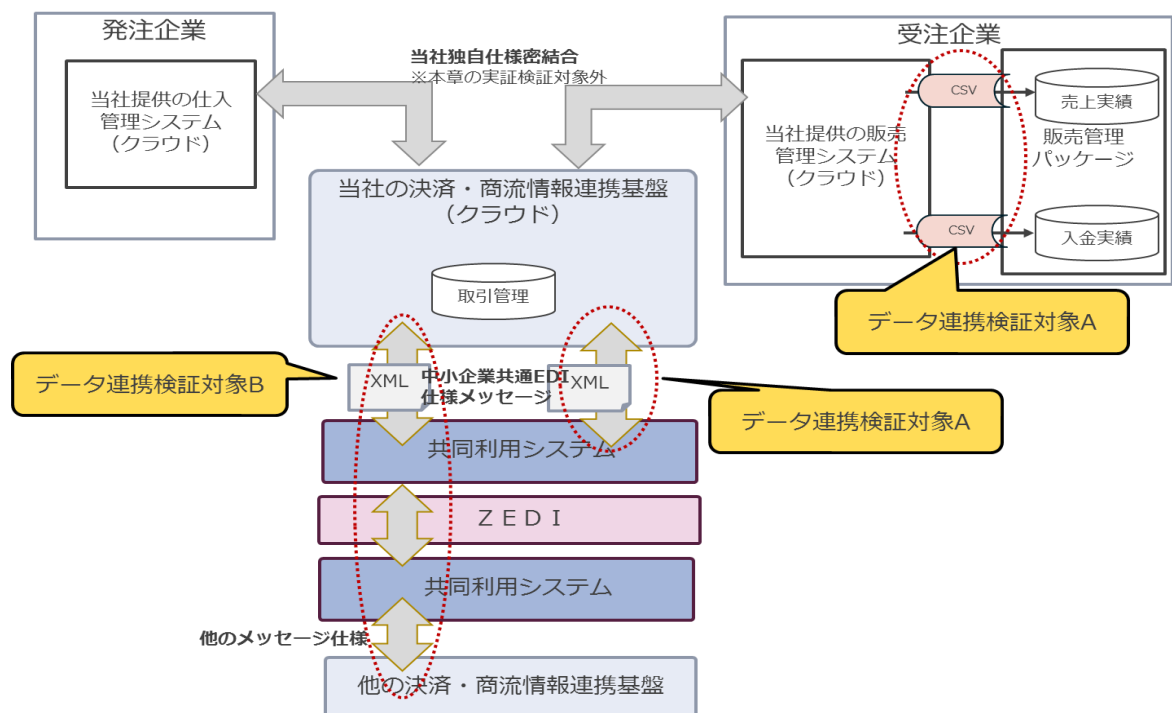 発注企業
当社提供の仕入
管理システム
（クラウド）
当社独自仕様密結合
※本章の実証検証対象外
受注企業
当社提供の販売
管理システム
（クラウド）
CSV
売上実績
販売管理
パッケージ
CSV
入金実績
データ連携検証対象A
当社の決済・商流情報連携基盤
（クラウド）
取引管理
データ連携検証対象B
XML
中小企業共通EDI
仕様メッセージ
XML
データ連携検証対象A
共同利用システム
ＺＥＤＩ
共同利用システム
他のメッセージ仕様
他の決済・商流情報連携基盤